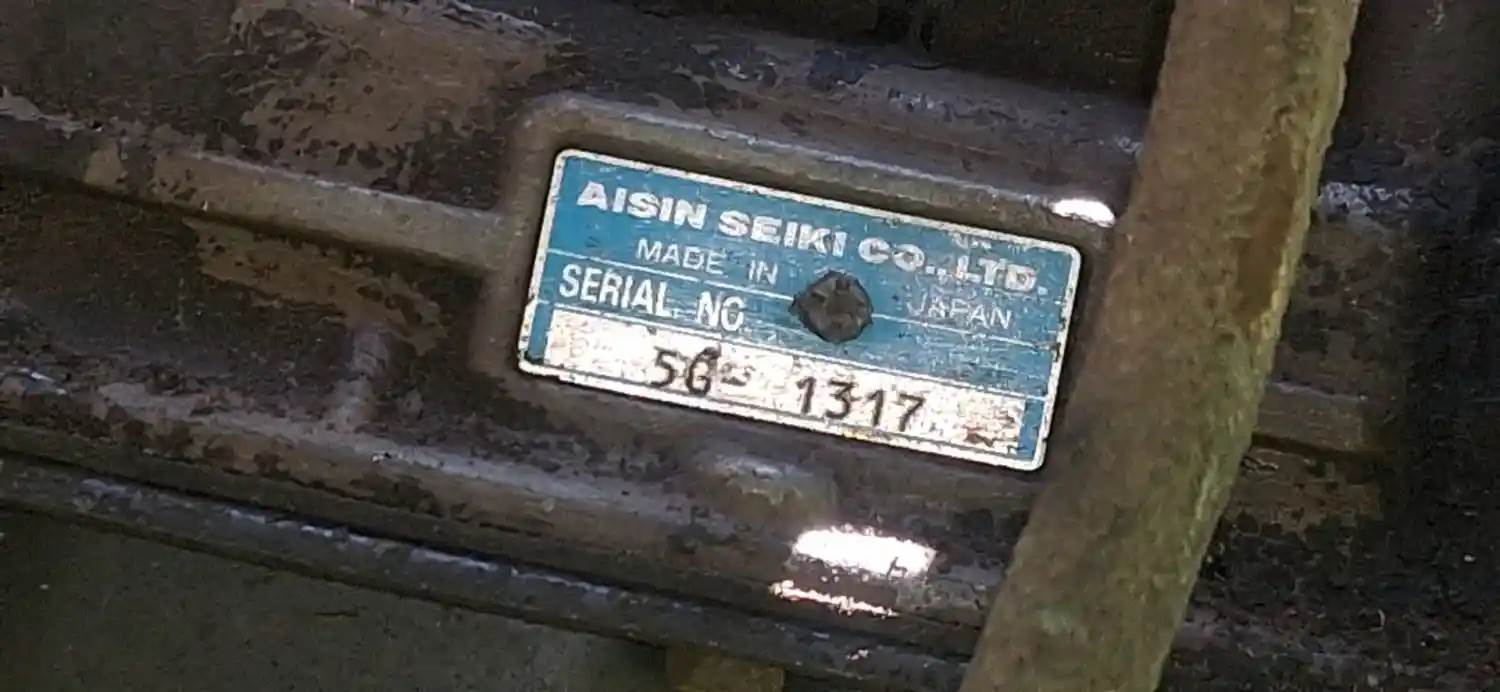 AISIN SEIKI CO., LTD.
MADE IN JAPAN
SERIAL NO.
5G- 1317